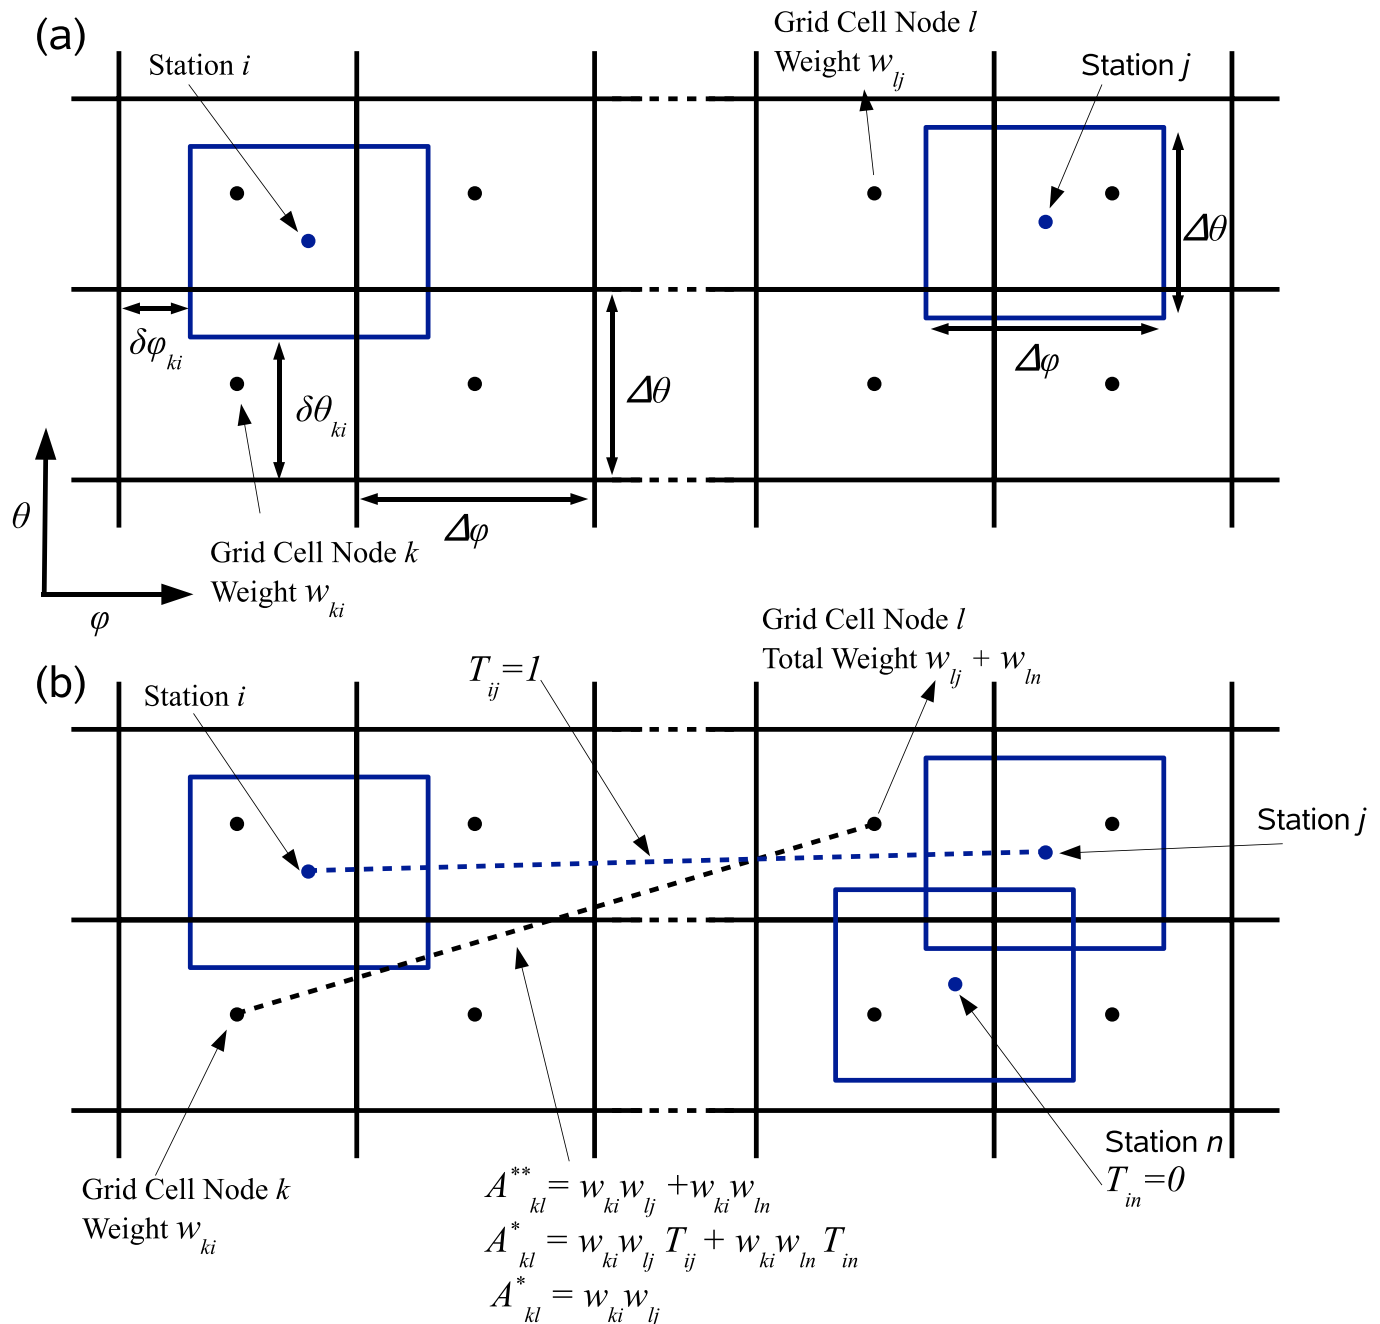 (a)
Grid Cell Node l
Weight w_lj
Station i
Station j
Δθ
δφ_ki
Δφ
δθ_ki
Δθ
θ
Δφ
Grid Cell Node k
Weight w_ki
φ
Grid Cell Node l
Total Weight w_lj + w_ln
(b)
T_ij=1
Station i
Station j
Station n
T_in=0
Grid Cell Node k
Weight w_ki
A^**_kl= w_ki w_lj +w_ki w_ln
A^*_kl = w_ki w_lj T_ij + w_ki w_ln T_in
A^*_kl = w_ki w_lj